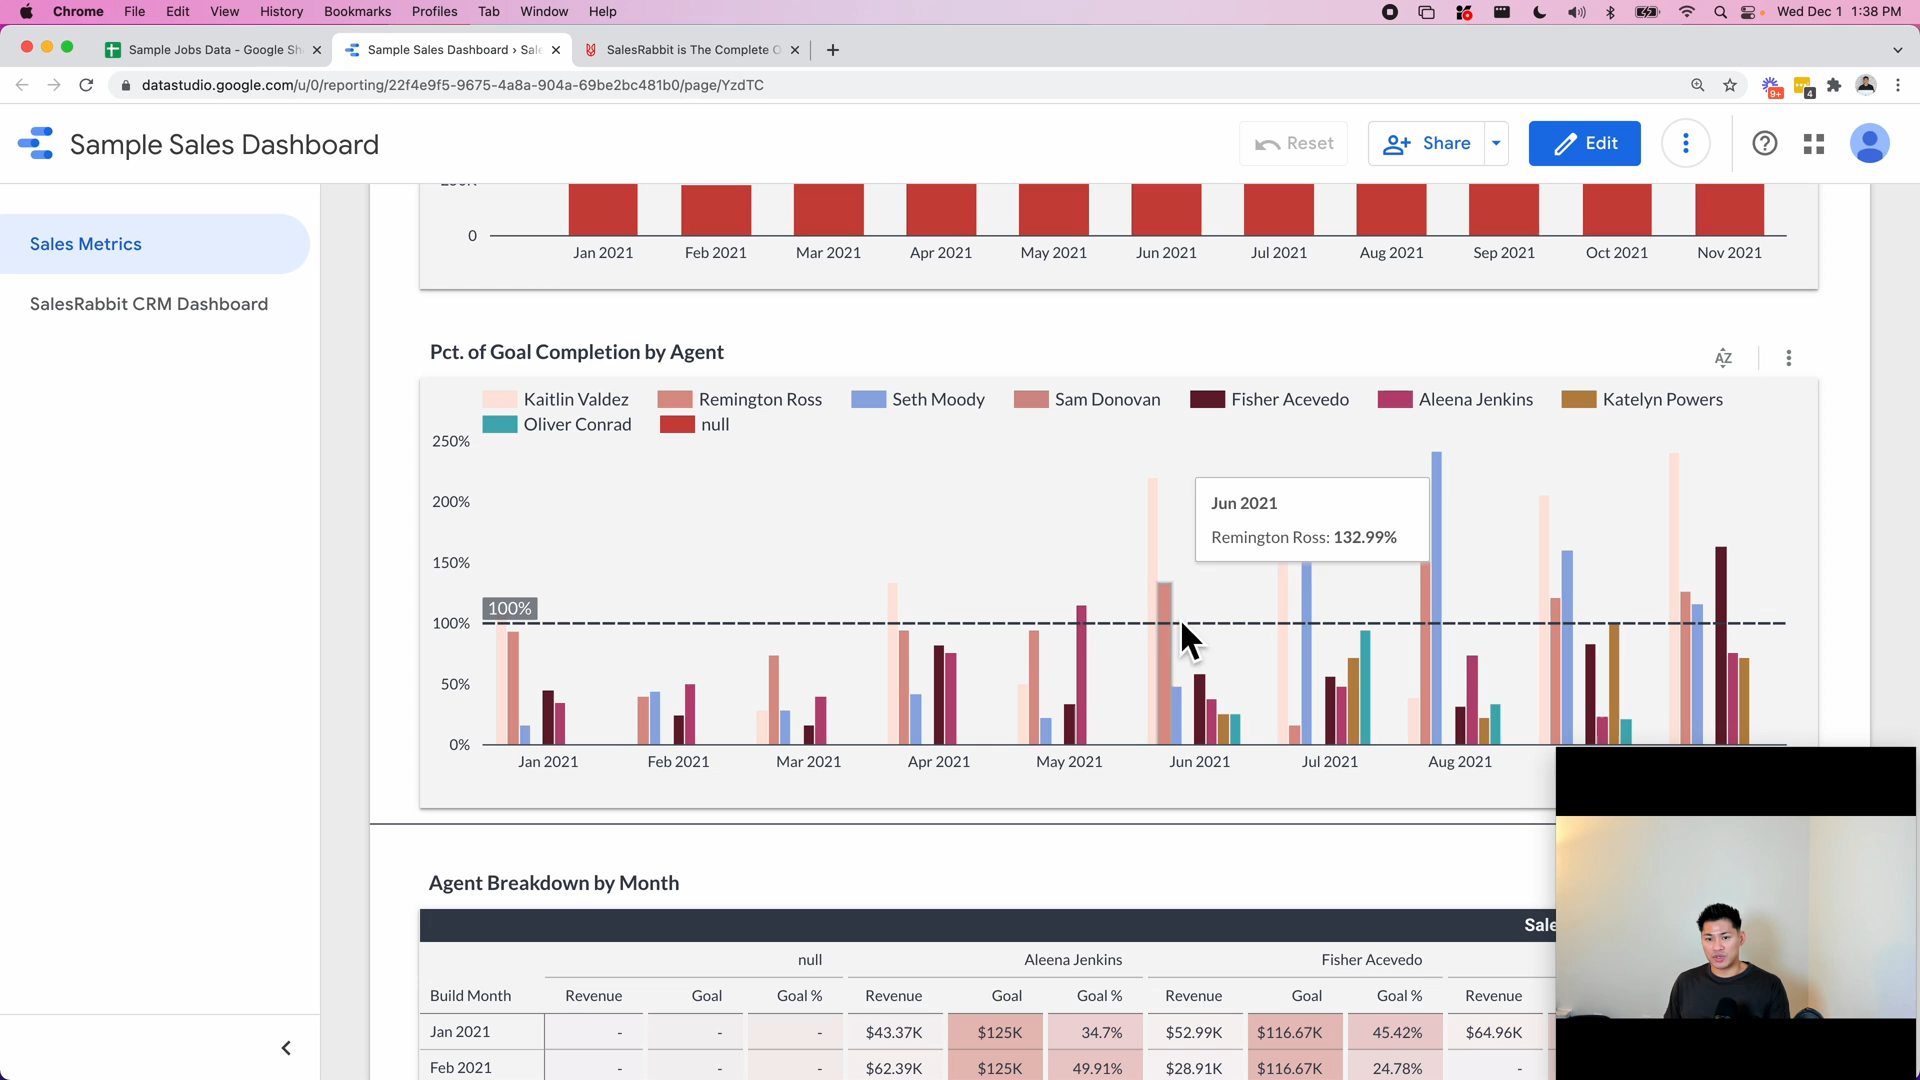 Chrome File Edit View History Bookmarks Profiles Tab Window Help Wed Dec 1 1:38 PM
Sample Jobs Data - Google Sh Sample Sales Dashboard › Sale SalesRabbit is The Complete O
datastudio.google.com/u/0/reporting/22f4e9f5-9675-4a8a-904a-69be2bc481b0/page/YzdTC 9+ 4
Sample Sales Dashboard Reset Share Edit
Sales Metrics
SalesRabbit CRM Dashboard
0
Jan 2021 Feb 2021 Mar 2021 Apr 2021 May 2021 Jun 2021 Jul 2021 Aug 2021 Sep 2021 Oct 2021 Nov 2021
Pct. of Goal Completion by Agent
AZ
Kaitlin Valdez Remington Ross Seth Moody Sam Donovan Fisher Acevedo Aleena Jenkins Katelyn Powers
Oliver Conrad null
250%
200%
150%
100%
50%
0%
100%
Jun 2021
Remington Ross: 132.99%
Jan 2021 Feb 2021 Mar 2021 Apr 2021 May 2021 Jun 2021 Jul 2021 Aug 2021
Agent Breakdown by Month
Sale
null Aleena Jenkins Fisher Acevedo
Build Month Revenue Goal Goal % Revenue Goal Goal % Revenue Goal Goal % Revenue
Jan 2021 - - - $43.37K $125K 34.7% $52.99K $116.67K 45.42% $64.96K
Feb 2021 - - - $62.39K $125K 49.91% $28.91K $116.67K 24.78% -